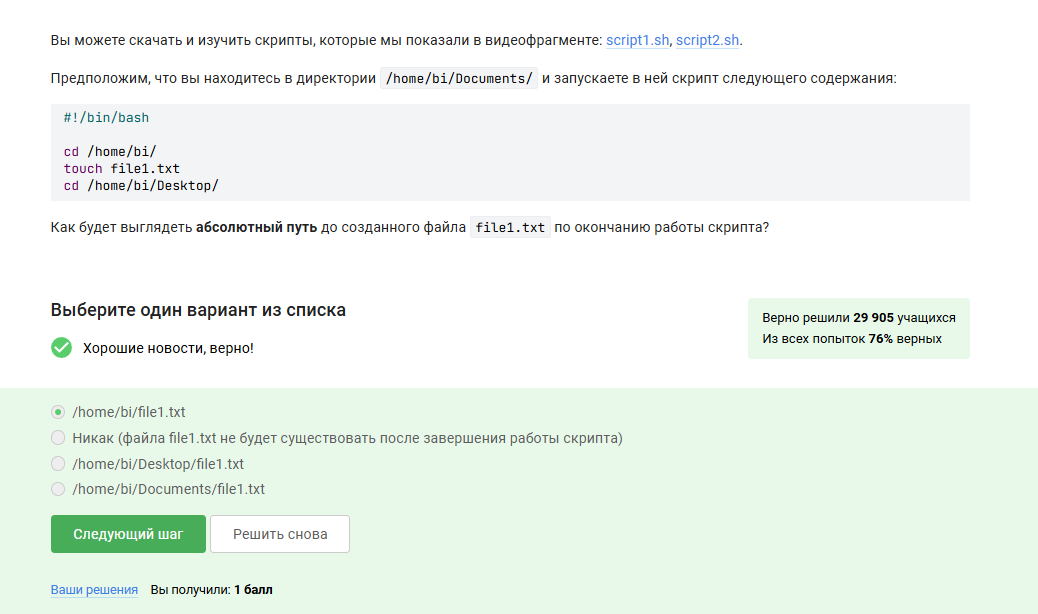 Вы можете скачать и изучить скрипты, которые мы показали в видеофрагменте: script1.sh, script2.sh.
Предположим, что вы находитесь в директории /home/bi/Documents/ и запускаете в ней скрипт следующего содержания:
#!/bin/bash
cd /home/bi/
touch file1.txt
cd /home/bi/Desktop/
Как будет выглядеть абсолютный путь до созданного файла file1.txt по окончанию работы скрипта?
Выберите один вариант из списка
Хорошие новости, верно!
Верно решили 29 905 учащихся
Из всех попыток 76% верных
/home/bi/file1.txt
Никак (файла file1.txt не будет существовать после завершения работы скрипта)
/home/bi/Desktop/file1.txt
/home/bi/Documents/file1.txt
Следующий шаг
Решить снова
Ваши решения Вы получили: 1 балл